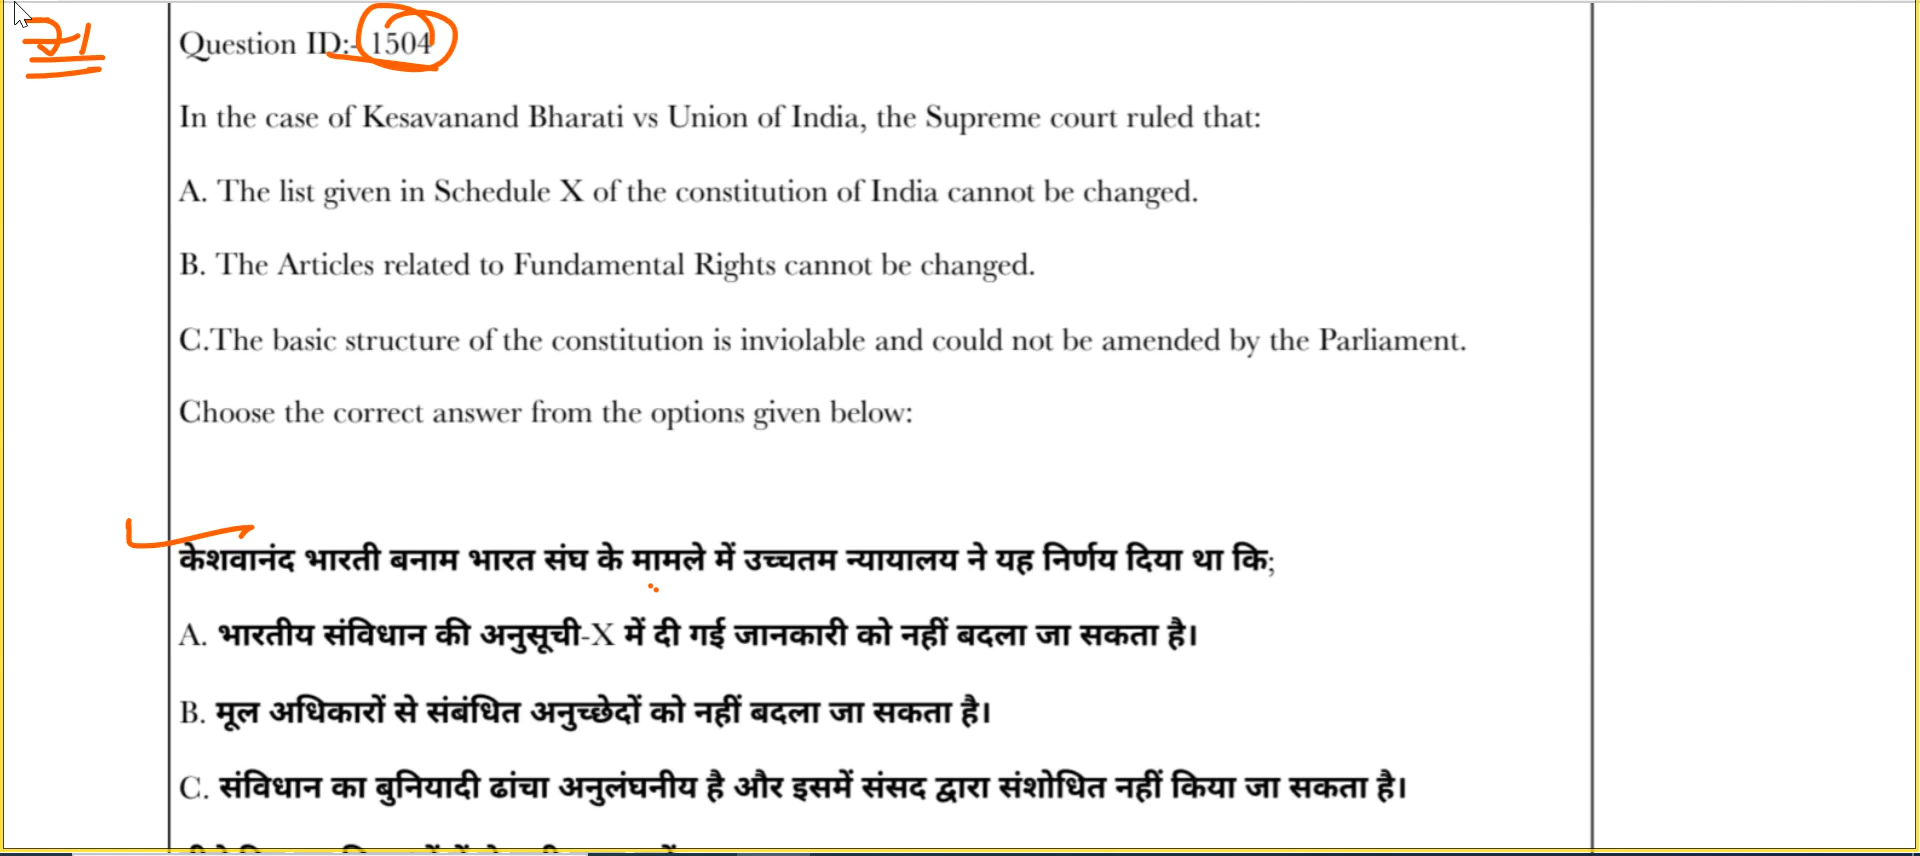 Question ID:- 1504
In the case of Kesavanand Bharati vs Union of India, the Supreme court ruled that:
A. The list given in Schedule X of the constitution of India cannot be changed.
B. The Articles related to Fundamental Rights cannot be changed.
C.The basic structure of the constitution is inviolable and could not be amended by the Parliament.
Choose the correct answer from the options given below:
केशवानंद भारती बनाम भारत संघ के मामले में उच्चतम न्यायालय ने यह निर्णय दिया था कि;
A. भारतीय संविधान की अनुसूची-X में दी गई जानकारी को नहीं बदला जा सकता है।
B. मूल अधिकारों से संबंधित अनुच्छेदों को नहीं बदला जा सकता है।
C. संविधान का बुनियादी ढांचा अनुलंघनीय है और इसमें संसद द्वारा संशोधित नहीं किया जा सकता है।